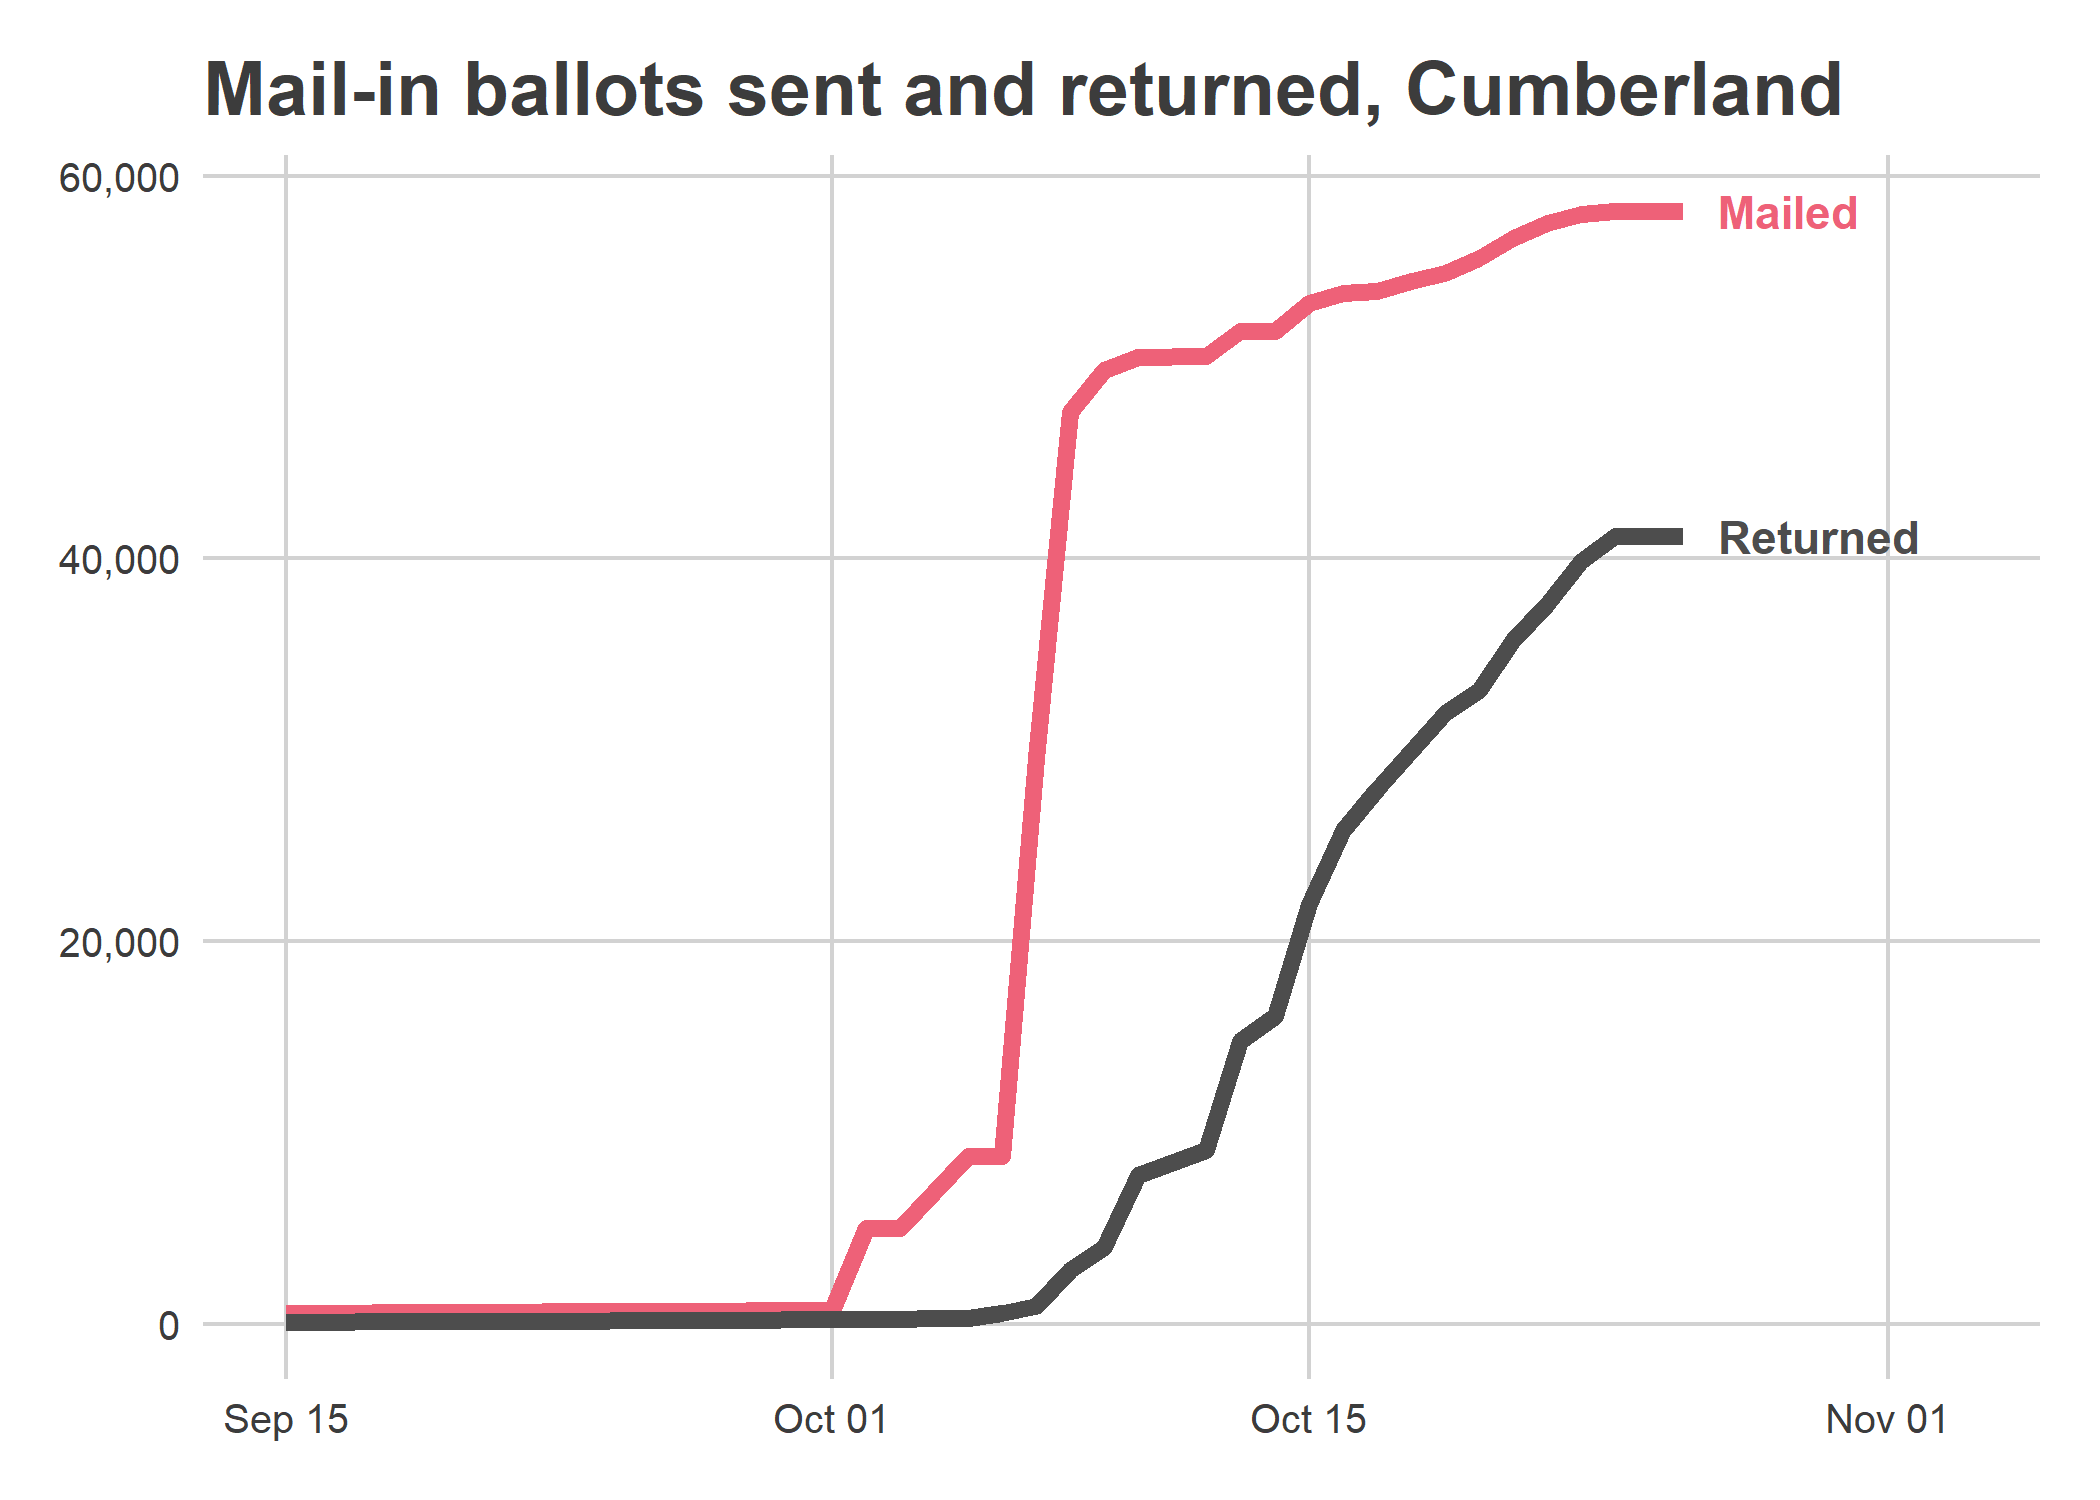 Mail-in ballots sent and returned, Cumberland
60,000
Mailed
Returned
40,000
20,000
0
Sep 15 Oct 01 Oct 15 Nov 01